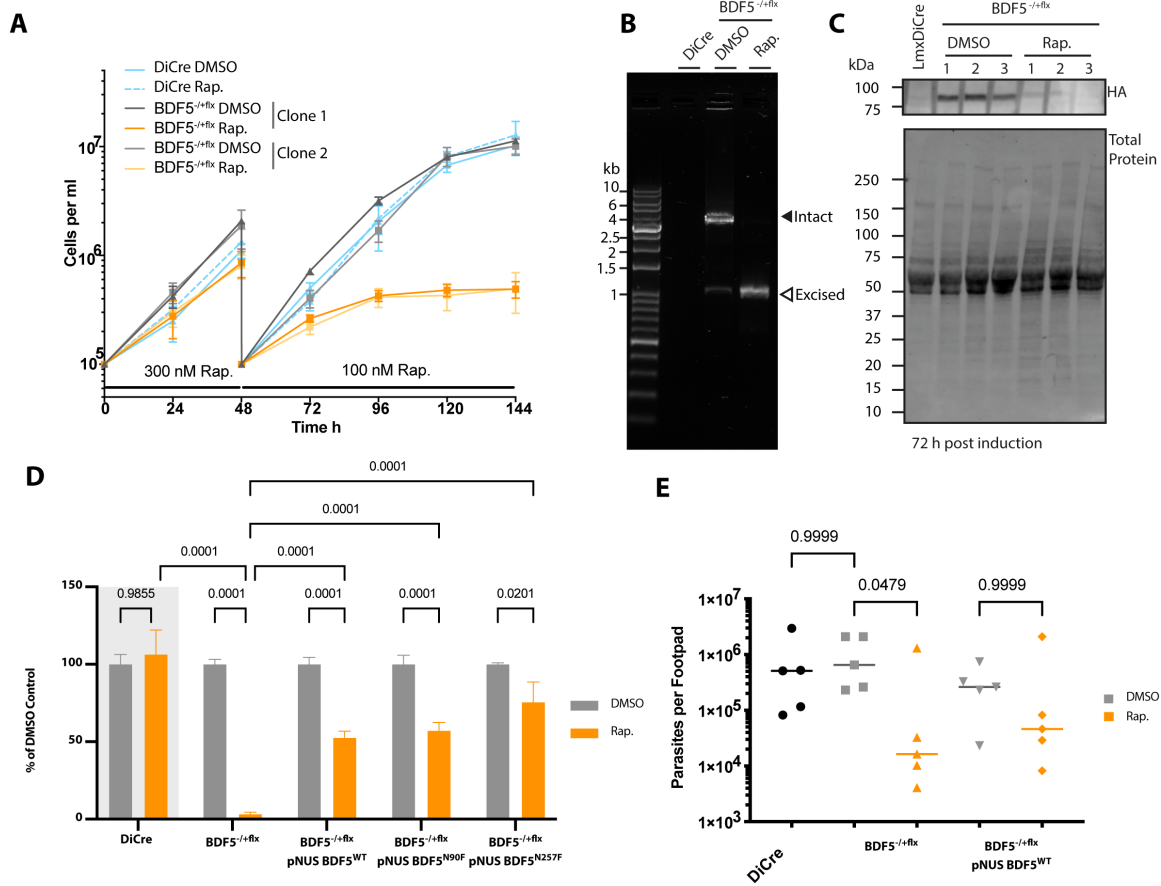 A
DiCre DMSO
DiCre Rap.
BDF5-/+flx DMSO
BDF5-/+flx Rap.
Clone 1
BDF5-/+flx DMSO
BDF5-/+flx Rap.
Clone 2
Cells per ml
10^7
10^6
10^5
300 nM Rap.
100 nM Rap.
0 24 48 72 96 120 144
Time h
B
BDF5-/+flx
DiCre
DMSO
Rap.
kb
10
6
4
2.5
2
1.5
1
Intact
Excised
C
LmxDiCre
BDF5-/+flx
DMSO
Rap.
1 2 3 1 2 3
kDa
100
75
HA
Total
Protein
250
150
100
75
50
37
25
20
15
10
72 h post induction
D
0.0001
0.0001
0.0001
0.0001
0.9855
0.0001
0.0001
0.0001
0.0201
% of DMSO Control
150
100
50
0
DMSO
Rap.
DiCre
BDF5-/+flx
BDF5-/+flx
pNUS BDF5WT
BDF5-/+flx
pNUS BDF5N90F
BDF5-/+flx
pNUS BDF5N257F
E
0.9999
0.0479
0.9999
Parasites per Footpad
1×10^7
1×10^6
1×10^5
1×10^4
1×10^3
DMSO
Rap.
DiCre
BDF5-/+flx
BDF5-/+flx
pNUS BDF5WT